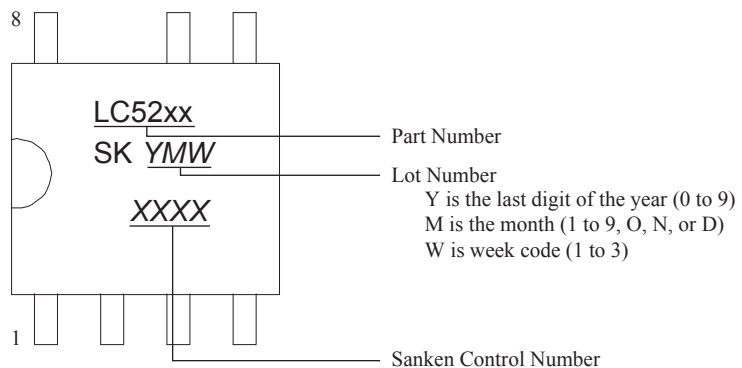 8
LC52xx
SK YMW
XXXX
1
Part Number
Lot Number
Y is the last digit of the year (0 to 9)
M is the month (1 to 9, O, N, or D)
W is week code (1 to 3)
Sanken Control Number